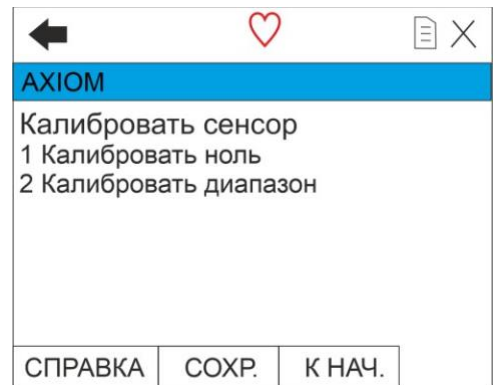 AXIOM
Калибровать сенсор
1 Калибровать ноль
2 Калибровать диапазон
СПРАВКА СОХР. К НАЧ.